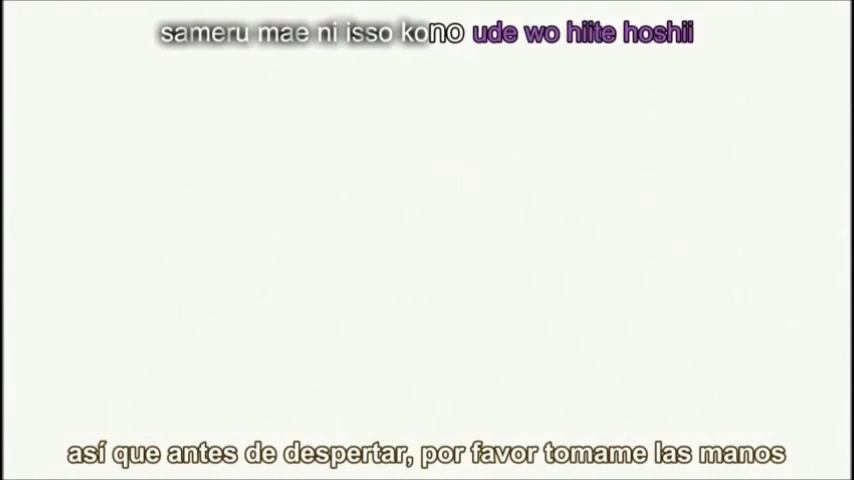 sameru mae ni isso kono ude wo hiite hoshii
así que antes de despertar, por favor tomame las manos